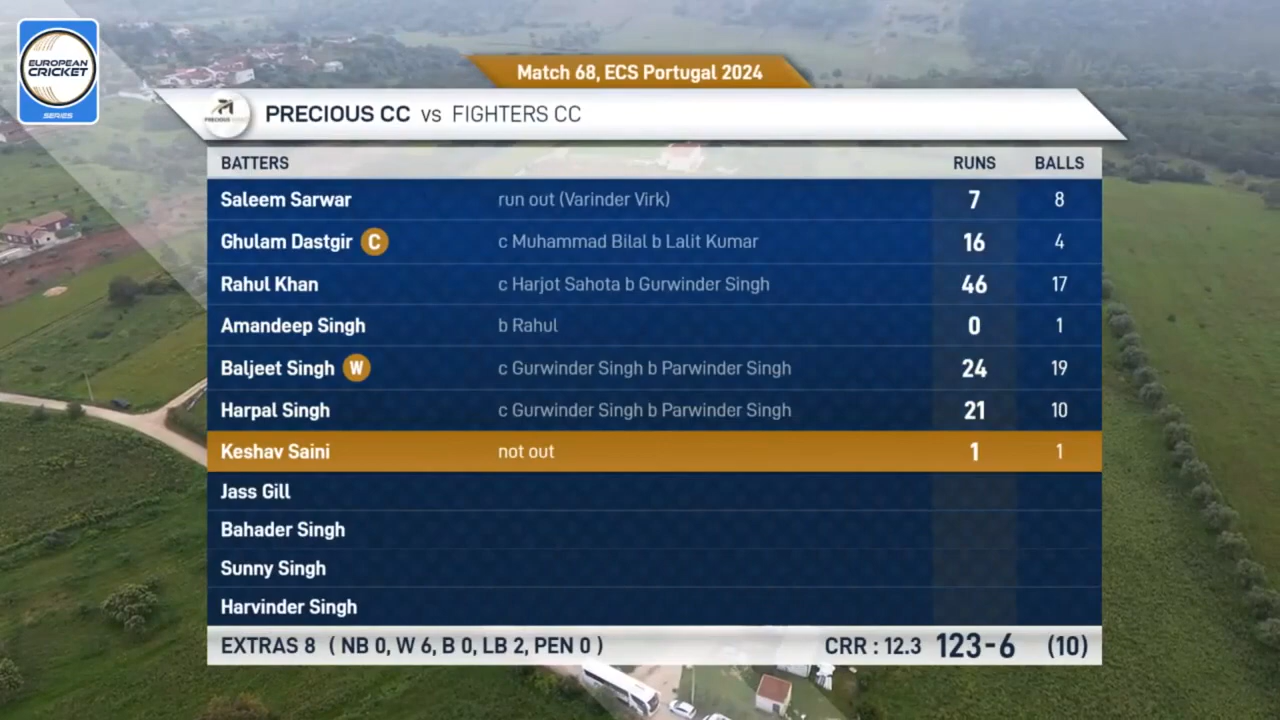 EUROPEAN
CRICKET
SERIES
Match 68, ECS Portugal 2024
PRECIOUS
PRECIOUS CC vs FIGHTERS CC
BATTERS RUNS BALLS
Saleem Sarwar run out (Varinder Virk) 7 8
Ghulam Dastgir C c Muhammad Bilal b Lalit Kumar 16 4
Rahul Khan c Harjot Sahota b Gurwinder Singh 46 17
Amandeep Singh b Rahul 0 1
Baljeet Singh W c Gurwinder Singh b Parwinder Singh 24 19
Harpal Singh c Gurwinder Singh b Parwinder Singh 21 10
Keshav Saini not out 1 1
Jass Gill
Bahader Singh
Sunny Singh
Harvinder Singh
EXTRAS 8 ( NB 0, W 6, B 0, LB 2, PEN 0 ) CRR : 12.3 123-6 (10)